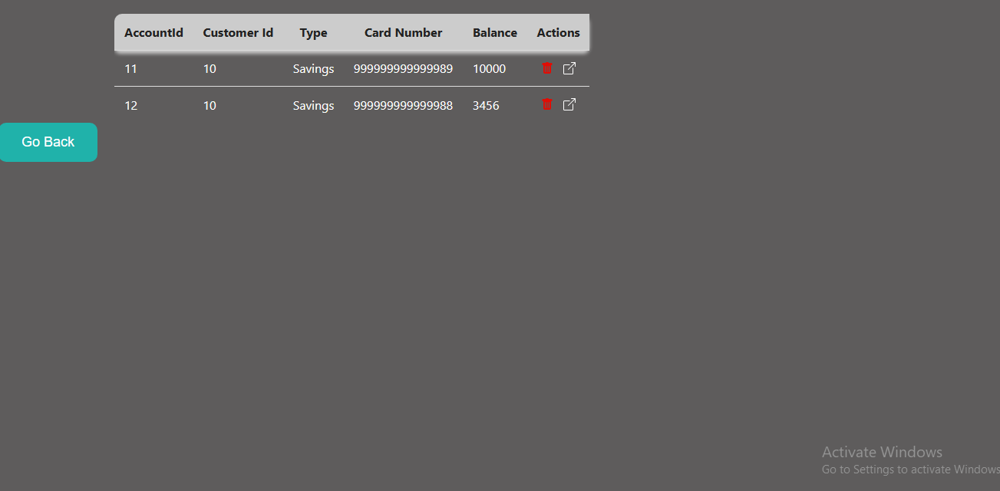 AccountId Customer Id Type Card Number Balance Actions
11 10 Savings 999999999999989 10000
12 10 Savings 999999999999988 3456
Go Back
Activate Windows
Go to Settings to activate Windows